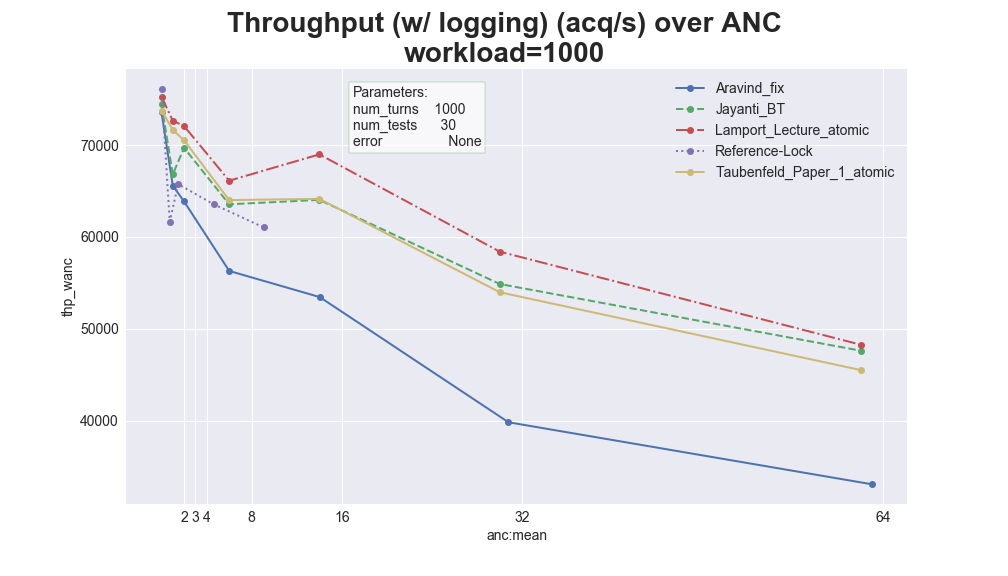 Throughput (w/ logging) (acq/s) over ANC
workload=1000
Parameters:
num_turns 1000
num_tests 30
error None
Aravind_fix
Jayanti_BT
Lamport_Lecture_atomic
Reference-Lock
Taubenfeld_Paper_1_atomic
thp_wanc
70000
60000
50000
40000
2 3 4 8 16 32 64
anc:mean